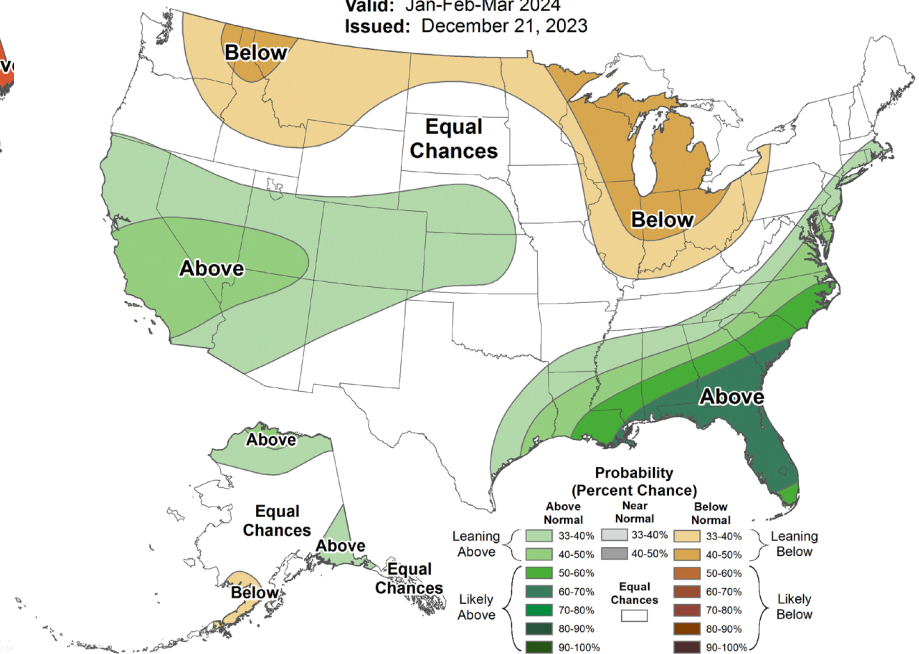 Valid: Jan-Feb-Mar 2024
Issued: December 21, 2023
Below
Equal
Chances
Below
Above
Above
Above
Equal
Chances
Above
Equal
Chances
Below
Probability
(Percent Chance)
Above
Normal
Near
Normal
Below
Normal
Leaning
Above
33-40%
40-50%
33-40%
40-50%
33-40%
40-50%
Leaning
Below
Likely
Above
50-60%
60-70%
70-80%
80-90%
90-100%
Equal
Chances
50-60%
60-70%
70-80%
80-90%
90-100%
Likely
Below